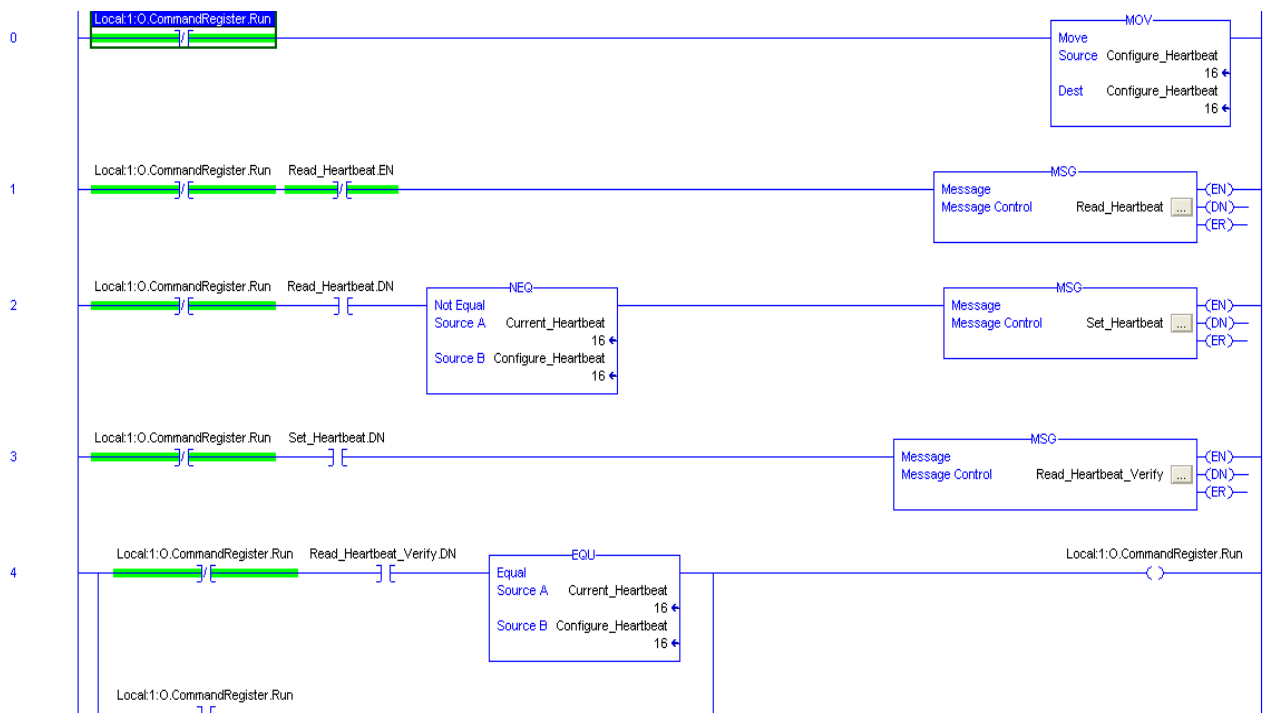 Local:1:O.CommandRegister.Run
MOV
0
Move
Source Configure_Heartbeat
16
Dest Configure_Heartbeat
16
Local:1:O.CommandRegister.Run Read_Heartbeat.EN
MSG
1
Message (EN)
Message Control Read_Heartbeat ... (DN)
(ER)
Local:1:O.CommandRegister.Run Read_Heartbeat.DN
NEQ MSG
2
Not Equal Message (EN)
Source A Current_Heartbeat Message Control Set_Heartbeat ... (DN)
16 (ER)
Source B Configure_Heartbeat
16
Local:1:O.CommandRegister.Run Set_Heartbeat.DN
MSG
3
Message (EN)
Message Control Read_Heartbeat_Verify ... (DN)
(ER)
Local:1:O.CommandRegister.Run Read_Heartbeat_Verify.DN EQU Local:1:O.CommandRegister.Run
4
Equal
Source A Current_Heartbeat
16
Source B Configure_Heartbeat
16
Local:1:O.CommandRegister.Run